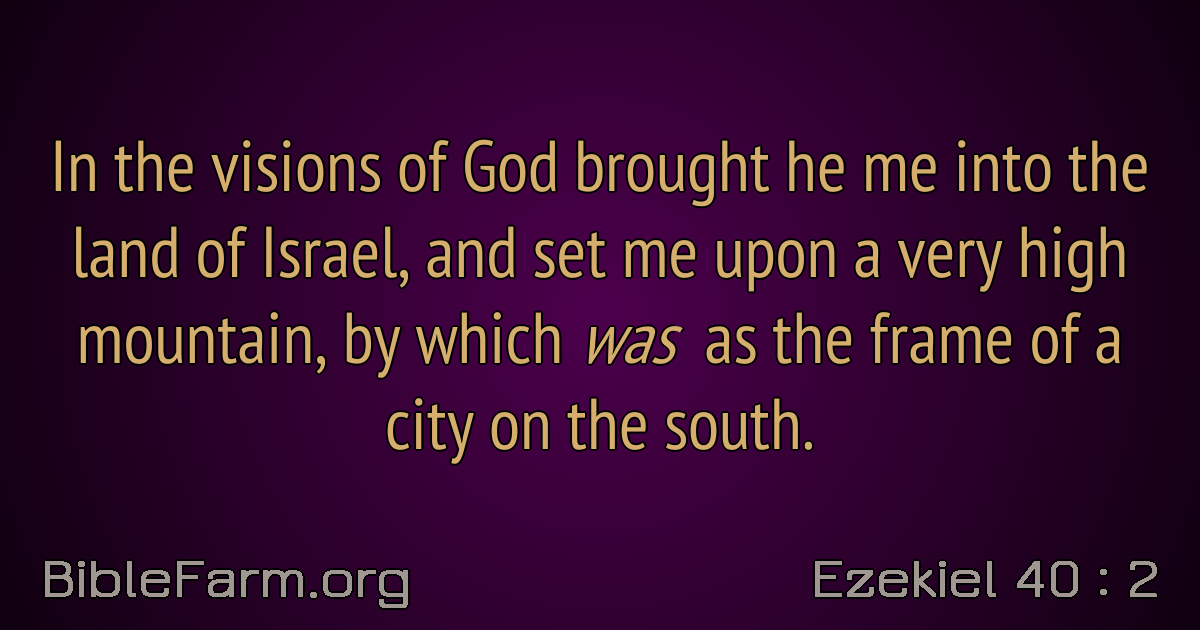 In the visions of God brought he me into the
land of Israel, and set me upon a very high
mountain, by which was as the frame of a
city on the south.
BibleFarm.org
Ezekiel 40 : 2